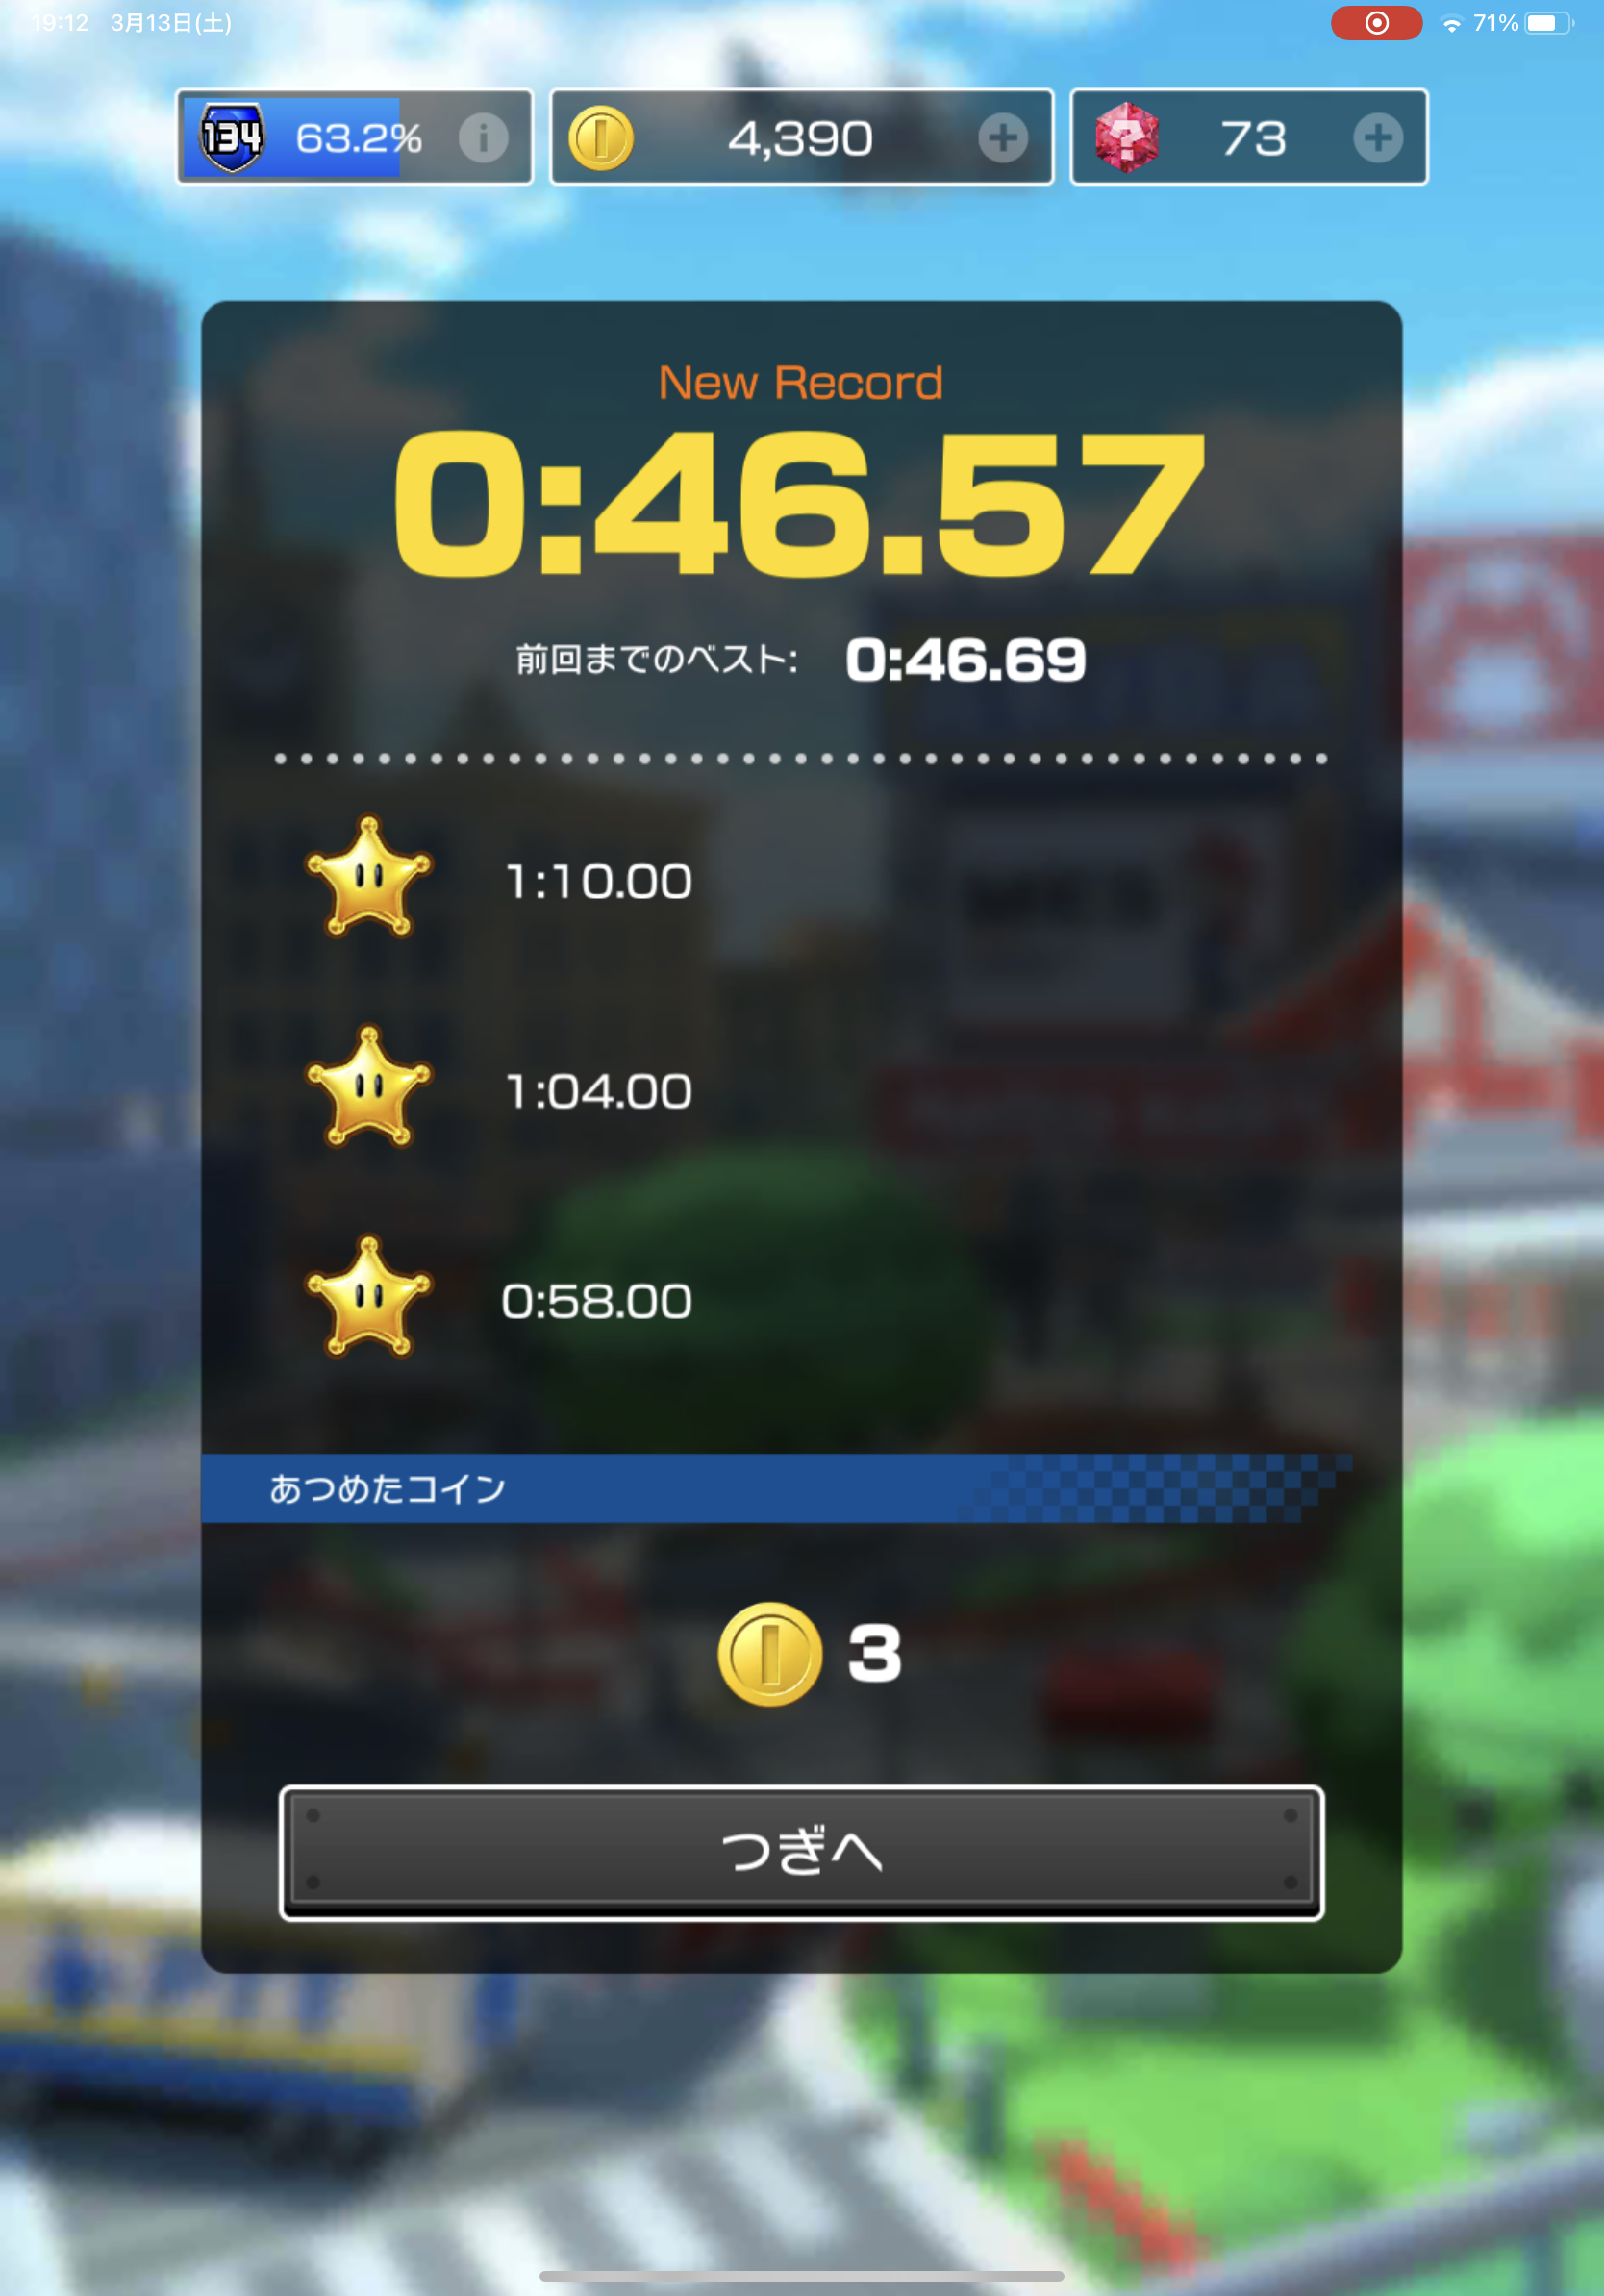 19:12 3月13日(土) 71%
134 63.2% i 4,390 + ? 73 +
New Record
0:46.57
前回までのベスト: 0:46.69
1:10.00
1:04.00
0:58.00
あつめたコイン
3
つぎへ